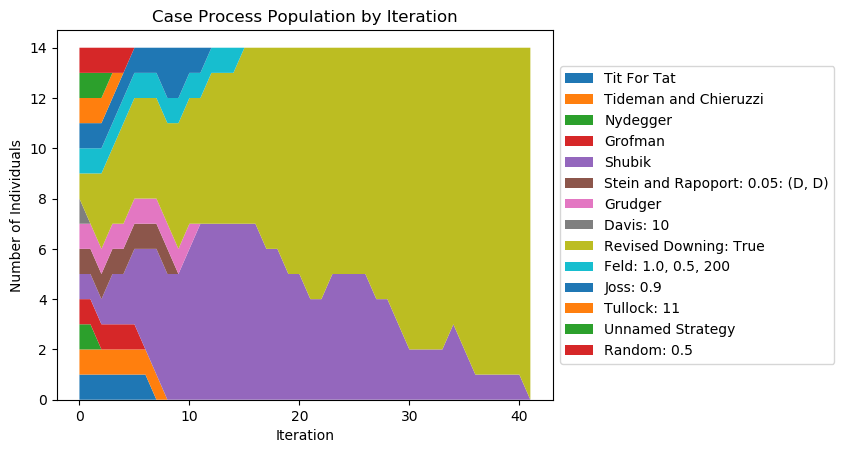 Case Process Population by Iteration
14
12
10
8
6
4
2
0
Number of Individuals
0 10 20 30 40
Iteration
Tit For Tat
Tideman and Chieruzzi
Nydegger
Grofman
Shubik
Stein and Rapoport: 0.05: (D, D)
Grudger
Davis: 10
Revised Downing: True
Feld: 1.0, 0.5, 200
Joss: 0.9
Tullock: 11
Unnamed Strategy
Random: 0.5